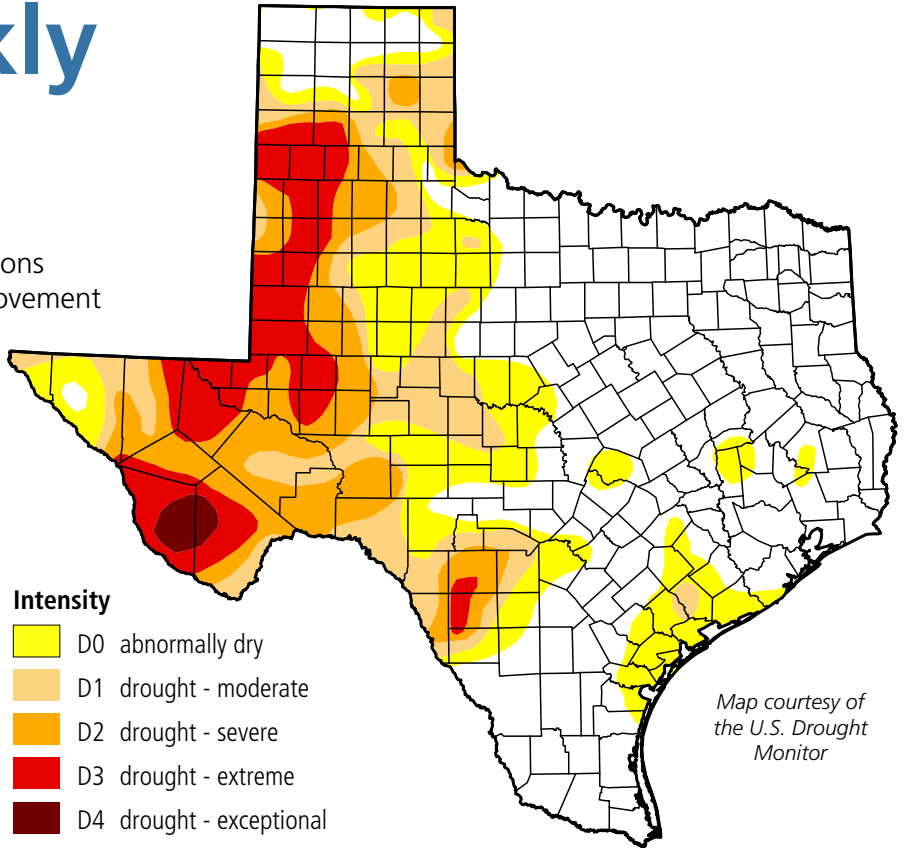 kly
ons
ovement
Intensity
D0 abnormally dry
D1 drought - moderate
D2 drought - severe
D3 drought - extreme
D4 drought - exceptional
Map courtesy of
the U.S. Drought
Monitor